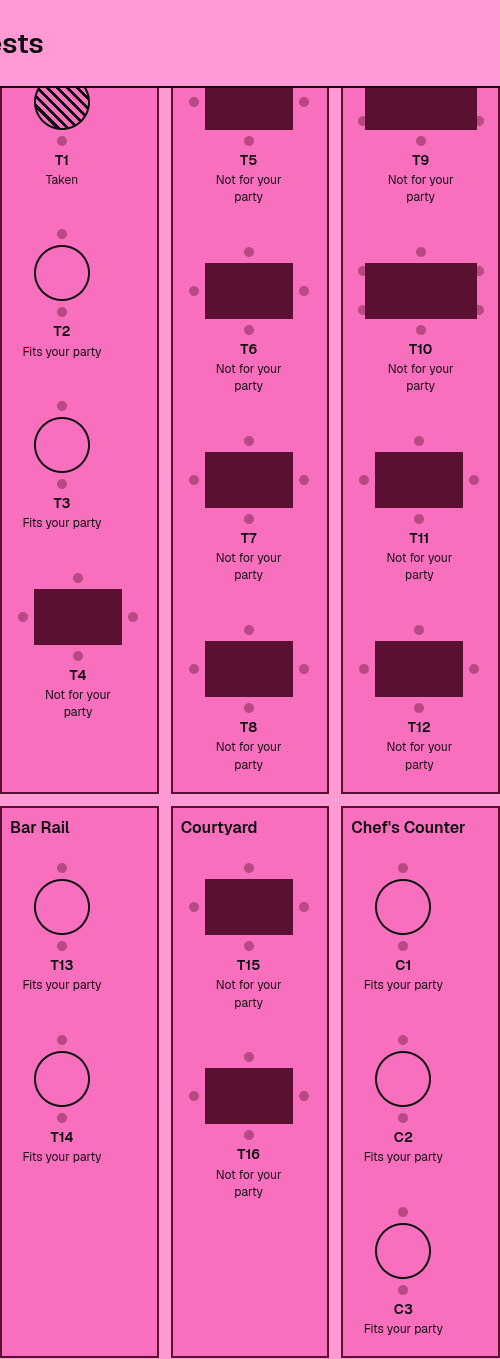 ests
T1
Taken
T2
Fits your party
T3
Fits your party
T4
Not for your
party
T5
Not for your
party
T6
Not for your
party
T7
Not for your
party
T8
Not for your
party
T9
Not for your
party
T10
Not for your
party
T11
Not for your
party
T12
Not for your
party
Bar Rail
T13
Fits your party
T14
Fits your party
Courtyard
T15
Not for your
party
T16
Not for your
party
Chef's Counter
C1
Fits your party
C2
Fits your party
C3
Fits your party